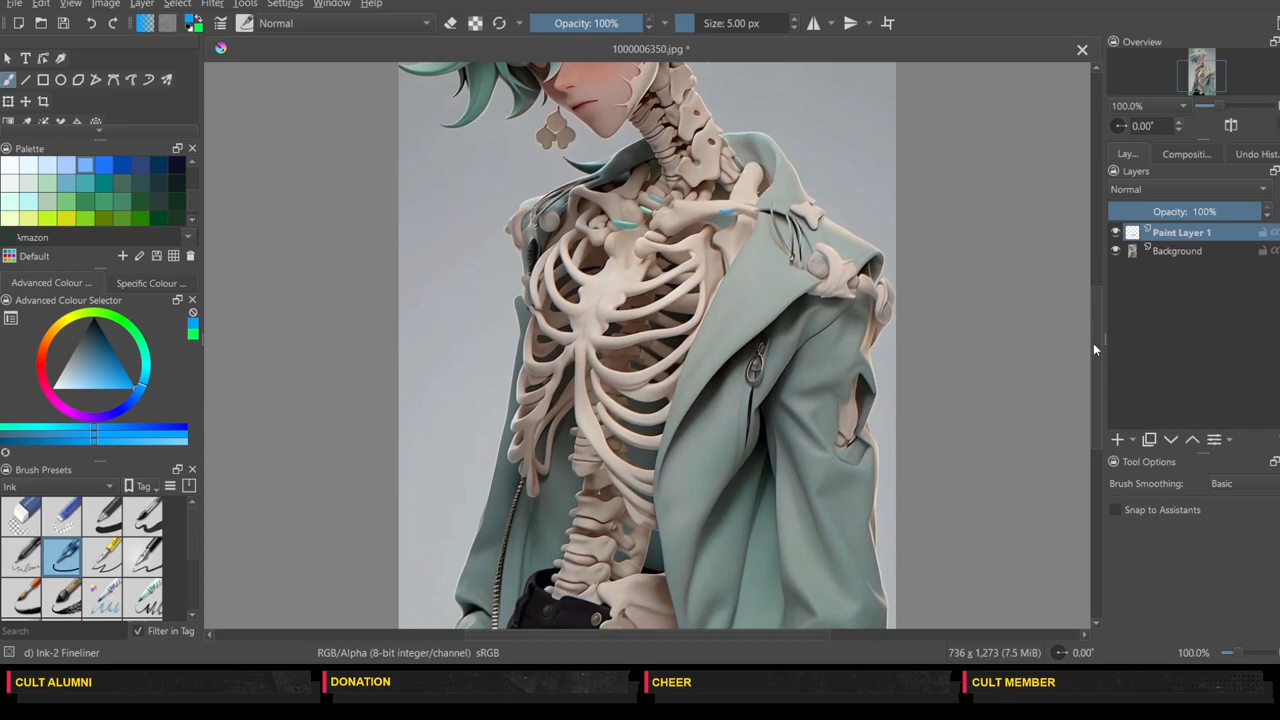 File Edit View Image Layer Select Filter Tools Settings Window Help
Normal
Opacity: 100%
Size: 5.00 px
1000006350.jpg *
Overview
100.0%
0.00°
Palette
Amazon
Default
Advanced Colour ...
Specific Colour ...
Advanced Colour Selector
Brush Presets
Ink
Tag
Search
Filter in Tag
Lay...
Compositi...
Undo Hist.
Layers
Normal
Opacity: 100%
Paint Layer 1
Background
Tool Options
Brush Smoothing:
Basic
Snap to Assistants
d) Ink-2 Fineliner
RGB/Alpha (8-bit integer/channel) sRGB
736 x 1,273 (7.5 MiB)
0.00°
100.0%
CULT ALUMNI
DONATION
CHEER
CULT MEMBER